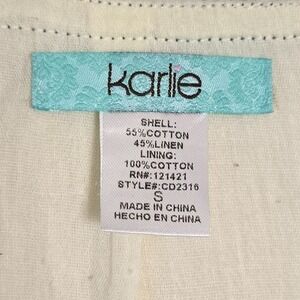 karlie
SHELL:
55%COTTON
45%LINEN
LINING:
100%COTTON
RN#:121421
STYLE#:CD2316
S
MADE IN CHINA
HECHO EN CHINA